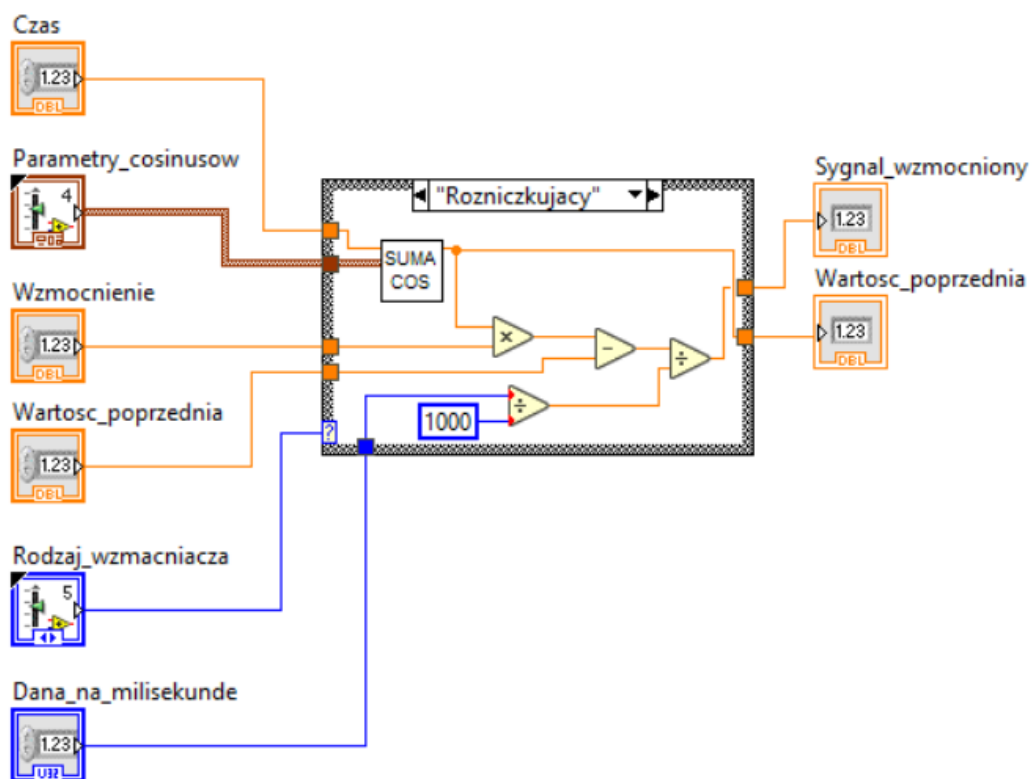 Czas
1.23
DBL
Parametry_cosinusow
4
Wzmocnienie
1.23
DBL
Wartosc_poprzednia
1.23
DBL
Rodzaj_wzmacniacza
5
Dana_na_milisekunde
1.23
U32
"Rozniczkujacy"
SUMA
COS
×
−
÷
÷
1000
?
Sygnal_wzmocniony
1.23
DBL
Wartosc_poprzednia
1.23
DBL